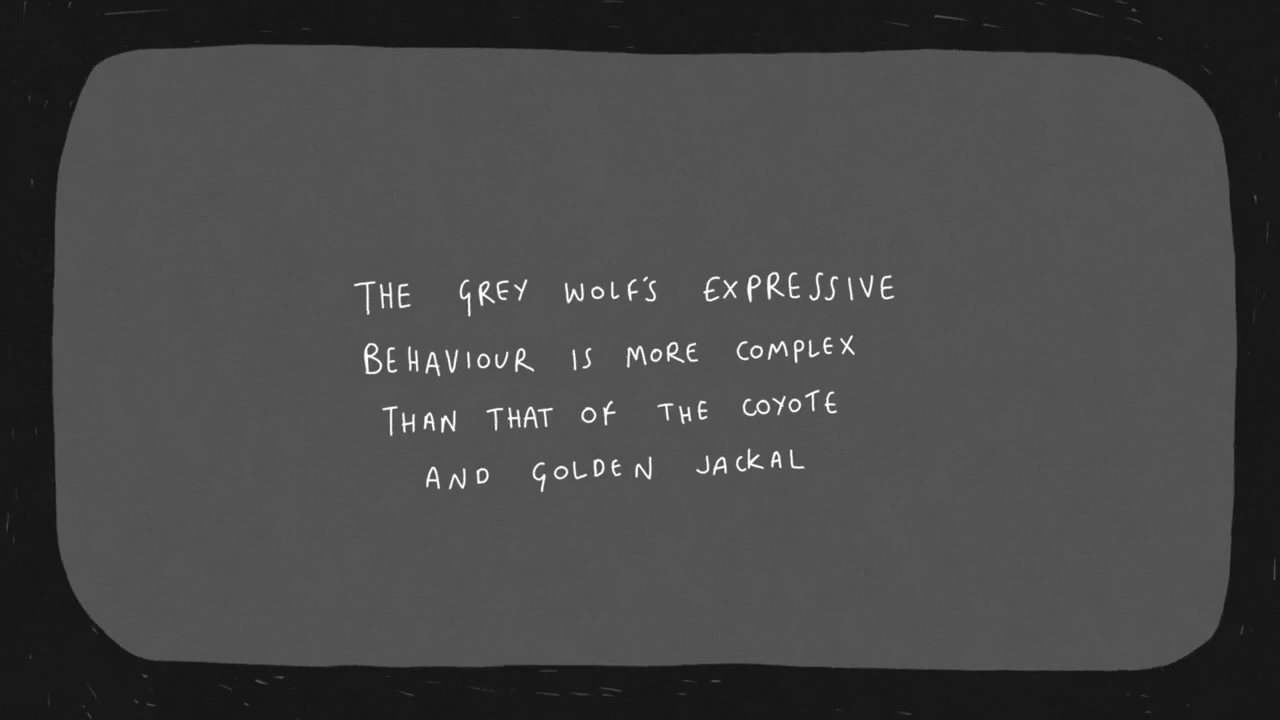 THE GREY WOLF'S EXPRESSIVE
BEHAVIOUR IS MORE COMPLEX
THAN THAT OF THE COYOTE
AND GOLDEN JACKAL